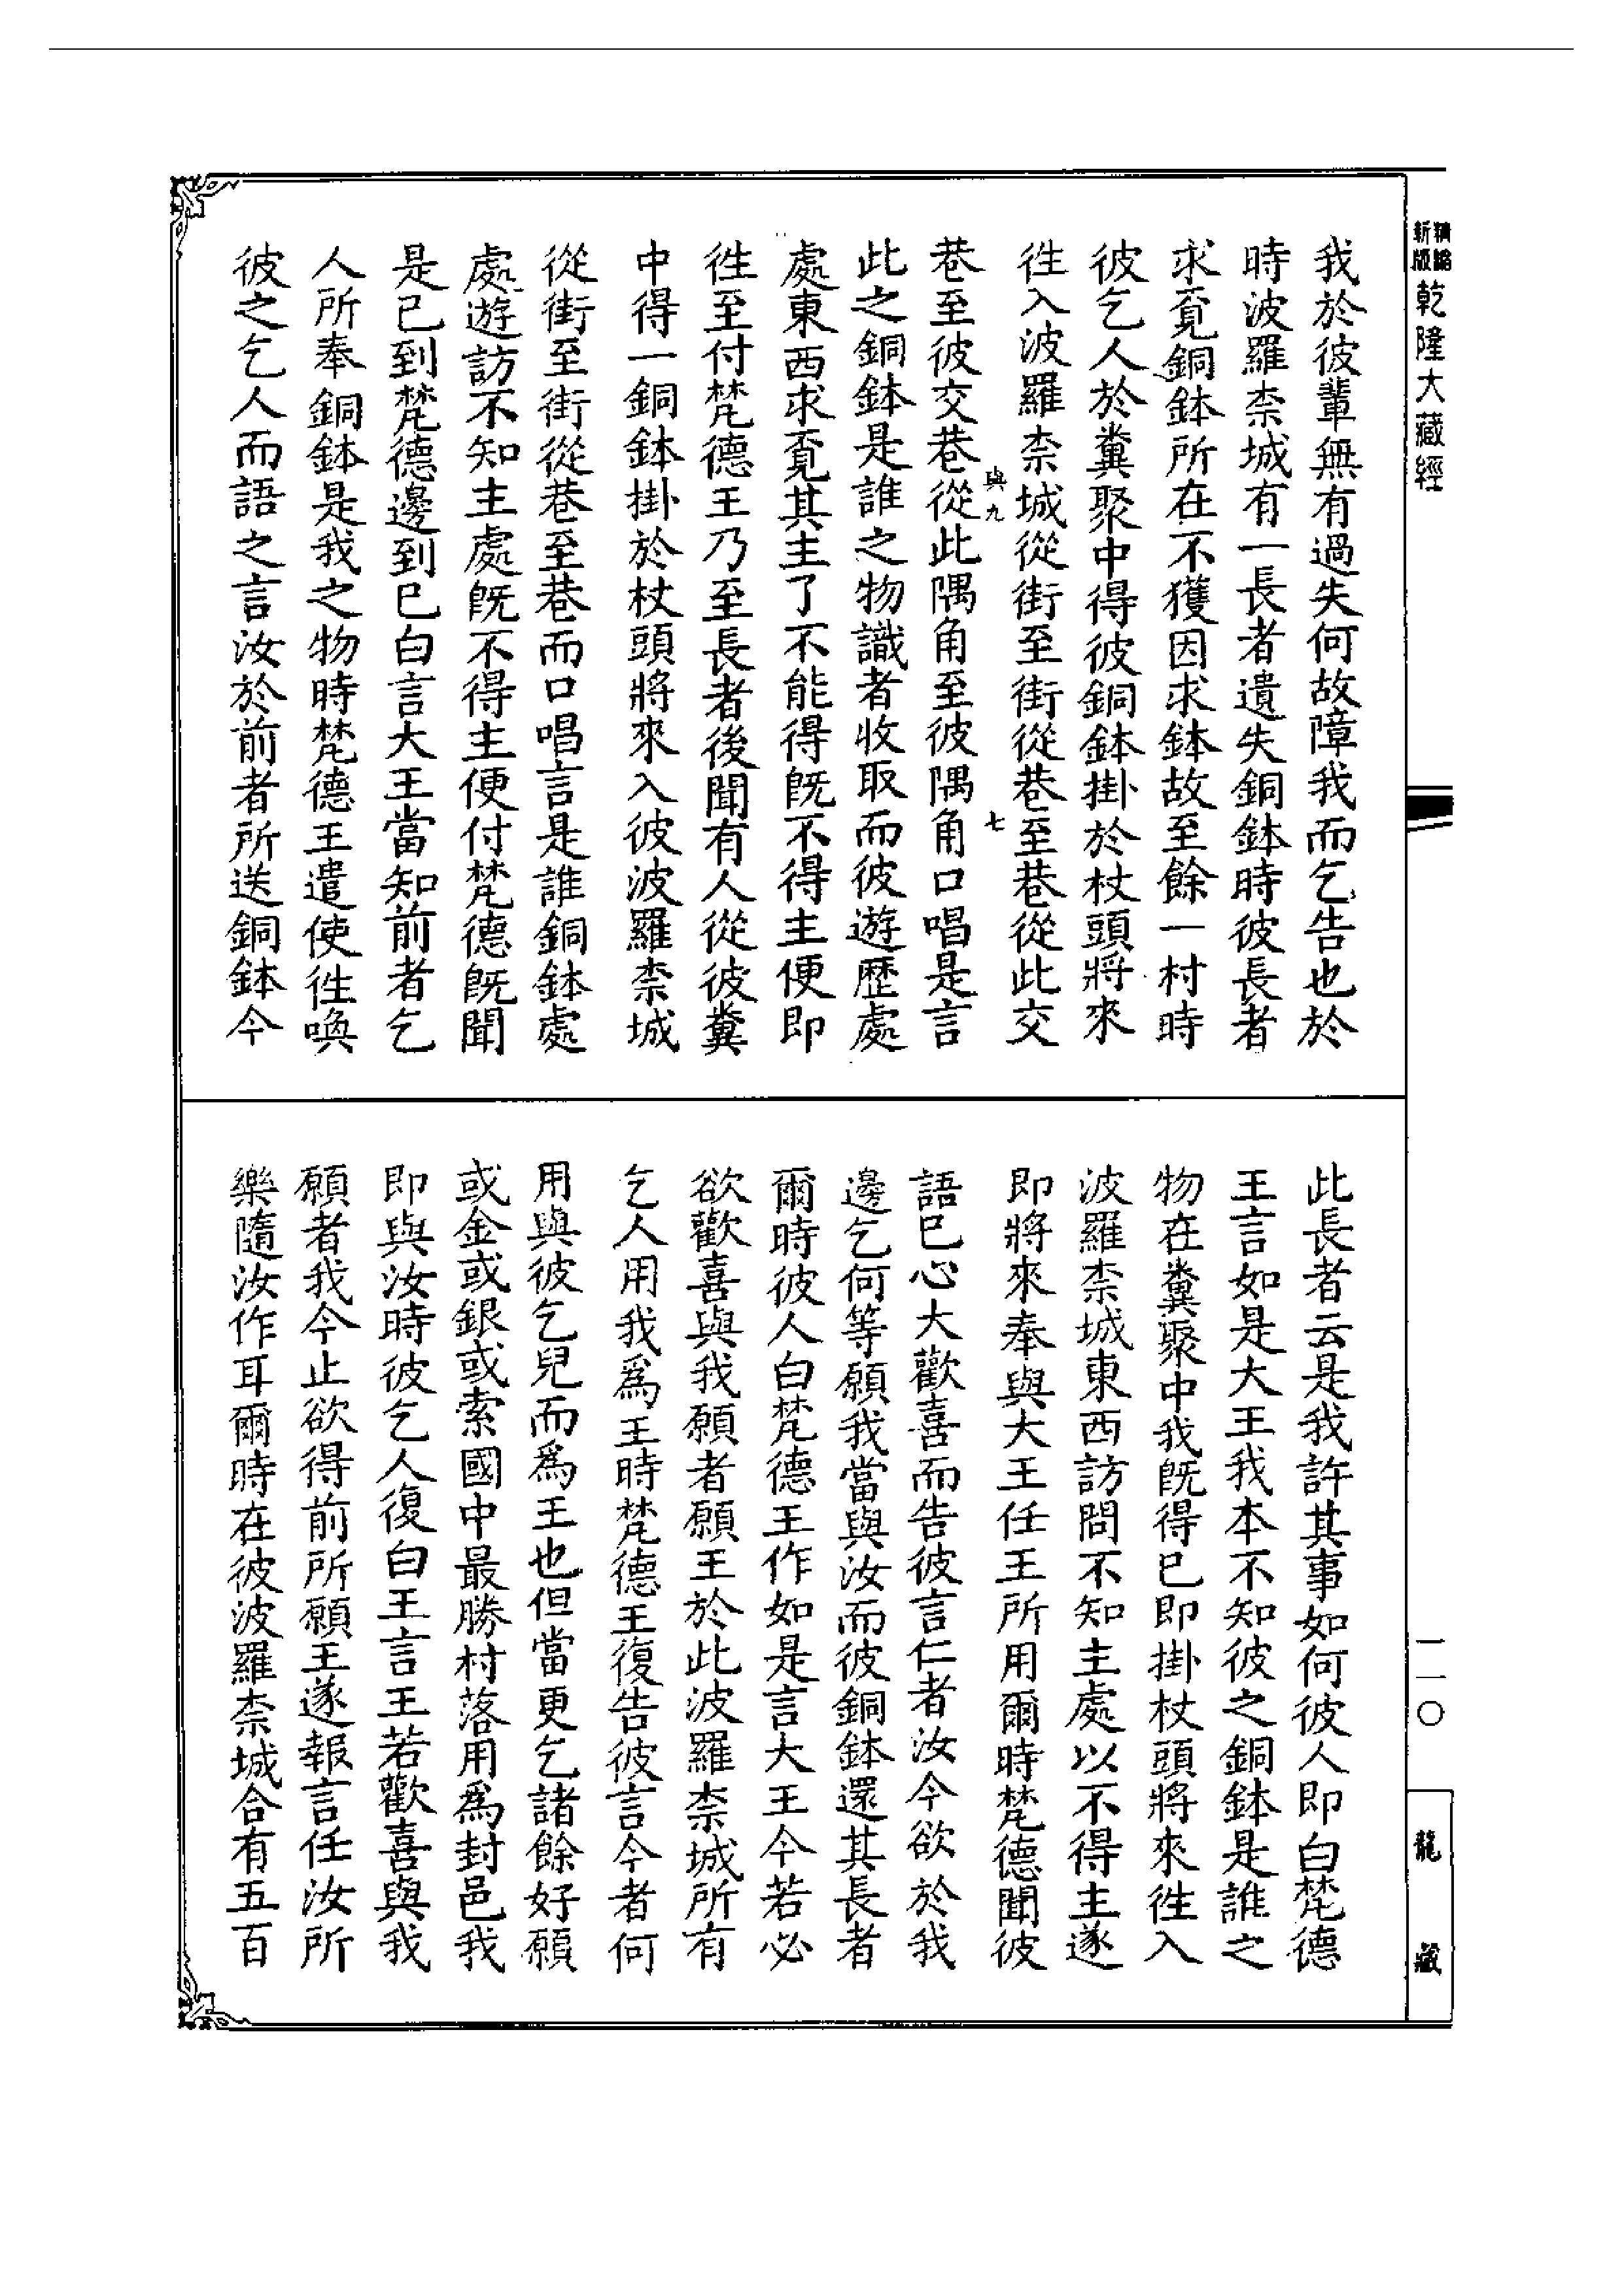 新版精縮乾隆大藏經
我於彼輩無有過失何故障我而乞告也於
時波羅柰城有一長者遺失銅鉢時彼長者
求覓銅鉢所在不獲因求鉢故至餘一村時
彼乞人於糞聚中得彼銅鉢掛於杖頭將來
徃入波羅柰城從街至街從巷至巷從此交
與九
七
巷至彼交巷從此隅角至彼隅角口唱是言
此之銅鉢是誰之物識者收取而彼遊歷處
處東西求覓其主了不能得旣不得主便即
徃至付梵德王乃至長者後聞有人從彼糞
中得一銅鉢掛於杖頭將來入彼波羅柰城
從街至街從巷至巷而口唱言是誰銅鉢處
處遊訪不知主處旣不得主便付梵德旣聞
是已到梵德邊到已白言大王當知前者乞
人所奉銅鉢是我之物時梵德王遣使徃喚
彼之乞人而語之言汝於前者所送銅鉢今
此長者云是我許其事如何彼人即白梵德
王言如是大王我本不知彼之銅鉢是誰之
物在糞聚中我旣得已即掛杖頭將來徃入
波羅柰城東西訪問不知主處以不得主遂
即將來奉與大王任王所用爾時梵德聞彼
語已心大歡喜而告彼言仁者汝今欲於我
邊乞何等願我當與汝而彼銅鉢還其長者
爾時彼人白梵德王作如是言大王今若必
欲歡喜與我願者願王於此波羅柰城所有
乞人用我爲王時梵德王復告彼言今者何
用與彼乞兒而爲王也但當更乞諸餘好願
或金或銀或索國中最勝村落用爲封邑我
即與汝時彼乞人復白王言王若歡喜與我
願者我今止欲得前所願王遂報言任汝所
樂隨汝作耳爾時在彼波羅柰城合有五百
一一〇
龍藏